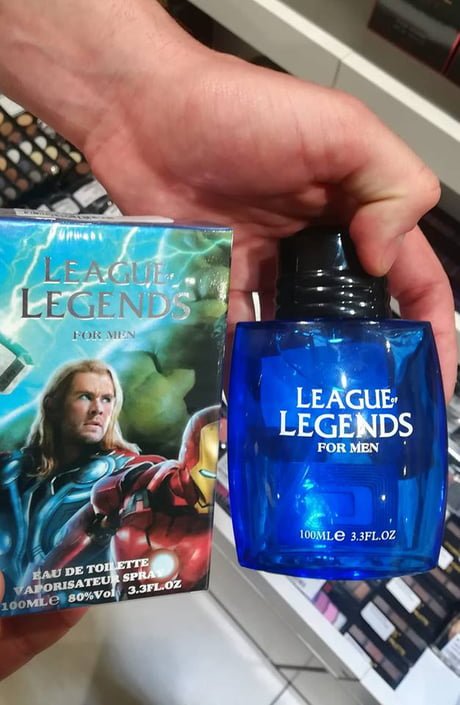 LEAGUE OF
LEGENDS
FOR MEN
EAU DE TOILETTE
VAPORISATEUR SPRAY
100ML℮ 80%Vol 3.3FL.OZ
LEAGUE OF
LEGENDS
FOR MEN
100ML℮ 3.3FL.OZ